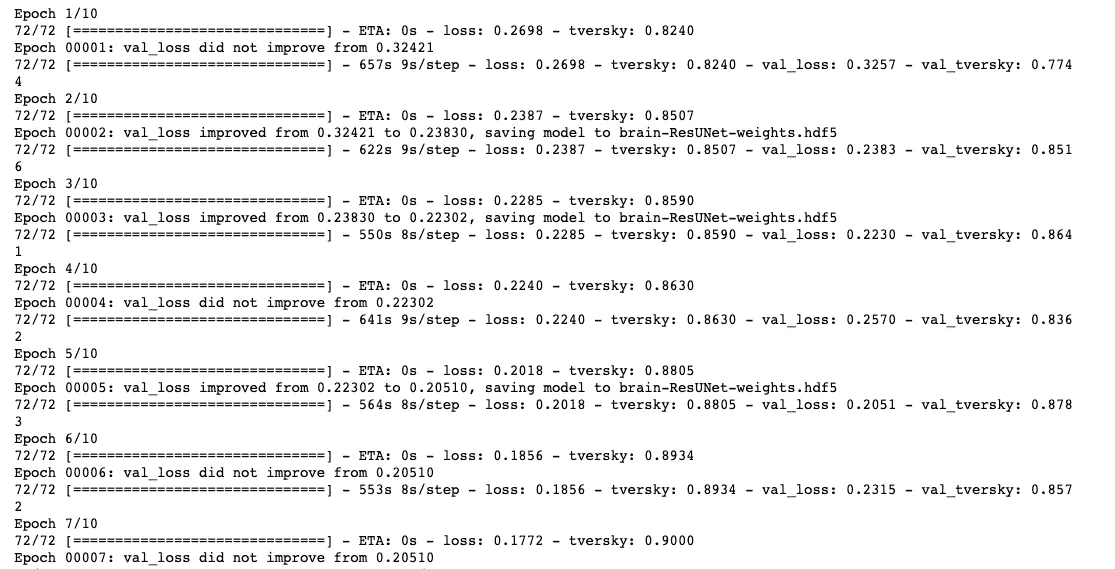 Epoch 1/10
72/72 [==============================] - ETA: 0s - loss: 0.2698 - tversky: 0.8240
Epoch 00001: val_loss did not improve from 0.32421
72/72 [==============================] - 657s 9s/step - loss: 0.2698 - tversky: 0.8240 - val_loss: 0.3257 - val_tversky: 0.774
4
Epoch 2/10
72/72 [==============================] - ETA: 0s - loss: 0.2387 - tversky: 0.8507
Epoch 00002: val_loss improved from 0.32421 to 0.23830, saving model to brain-ResUNet-weights.hdf5
72/72 [==============================] - 622s 9s/step - loss: 0.2387 - tversky: 0.8507 - val_loss: 0.2383 - val_tversky: 0.851
6
Epoch 3/10
72/72 [==============================] - ETA: 0s - loss: 0.2285 - tversky: 0.8590
Epoch 00003: val_loss improved from 0.23830 to 0.22302, saving model to brain-ResUNet-weights.hdf5
72/72 [==============================] - 550s 8s/step - loss: 0.2285 - tversky: 0.8590 - val_loss: 0.2230 - val_tversky: 0.864
1
Epoch 4/10
72/72 [==============================] - ETA: 0s - loss: 0.2240 - tversky: 0.8630
Epoch 00004: val_loss did not improve from 0.22302
72/72 [==============================] - 641s 9s/step - loss: 0.2240 - tversky: 0.8630 - val_loss: 0.2570 - val_tversky: 0.836
2
Epoch 5/10
72/72 [==============================] - ETA: 0s - loss: 0.2018 - tversky: 0.8805
Epoch 00005: val_loss improved from 0.22302 to 0.20510, saving model to brain-ResUNet-weights.hdf5
72/72 [==============================] - 564s 8s/step - loss: 0.2018 - tversky: 0.8805 - val_loss: 0.2051 - val_tversky: 0.878
3
Epoch 6/10
72/72 [==============================] - ETA: 0s - loss: 0.1856 - tversky: 0.8934
Epoch 00006: val_loss did not improve from 0.20510
72/72 [==============================] - 553s 8s/step - loss: 0.1856 - tversky: 0.8934 - val_loss: 0.2315 - val_tversky: 0.857
2
Epoch 7/10
72/72 [==============================] - ETA: 0s - loss: 0.1772 - tversky: 0.9000
Epoch 00007: val_loss did not improve from 0.20510